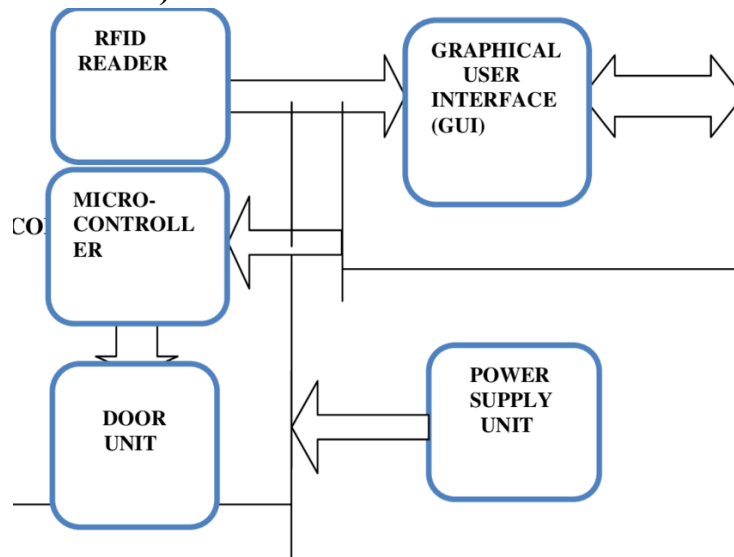 RFID
READER
GRAPHICAL
USER
INTERFACE
(GUI)
MICRO-
CONTROLL
ER
DOOR
UNIT
POWER
SUPPLY
UNIT